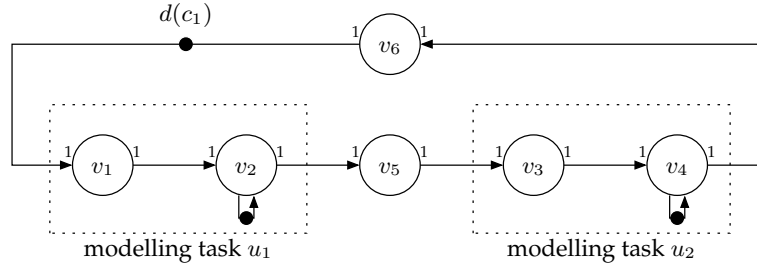 d(c₁)
1 v₆ 1
1 v₁ 1 1 v₂ 1 1 v₅ 1 1 v₃ 1 1 v₄ 1
modelling task u₁ modelling task u₂